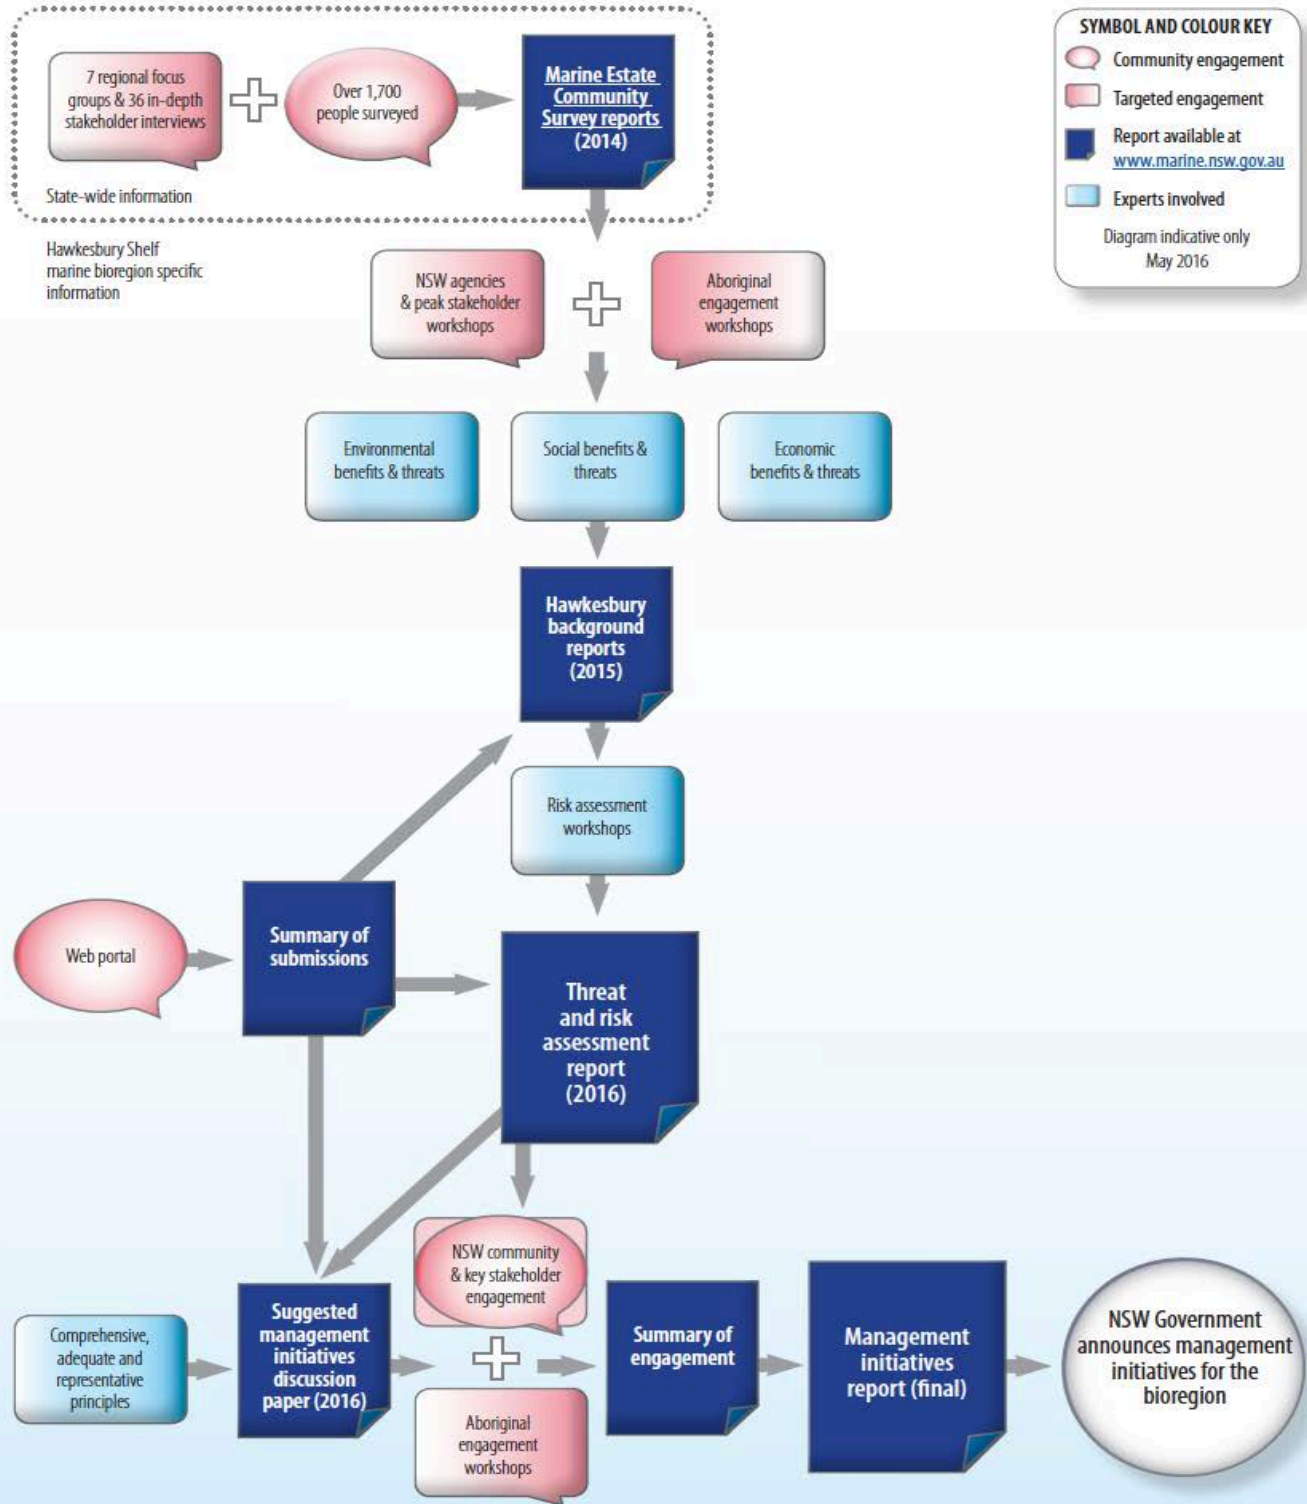 7 regional focus
groups & 36 in-depth
stakeholder interviews
Over 1,700
people surveyed
Marine Estate
Community
Survey reports
(2014)
State-wide information
SYMBOL AND COLOUR KEY
Community engagement
Targeted engagement
Report available at
www.marine.nsw.gov.au
Experts involved
Diagram indicative only
May 2016
Hawkesbury Shelf
marine bioregion specific
information
NSW agencies
& peak stakeholder
workshops
Aboriginal
engagement
workshops
Environmental
benefits & threats
Social benefits &
threats
Economic
benefits & threats
Hawkesbury
background
reports
(2015)
Risk assessment
workshops
Web portal
Summary of
submissions
Threat
and risk
assessment
report
(2016)
Comprehensive,
adequate and
representative
principles
Suggested
management
initiatives
discussion
paper (2016)
NSW community
& key stakeholder
engagement
Aboriginal
engagement
workshops
Summary of
engagement
Management
initiatives
report (final)
NSW Government
announces management
initiatives for the
bioregion